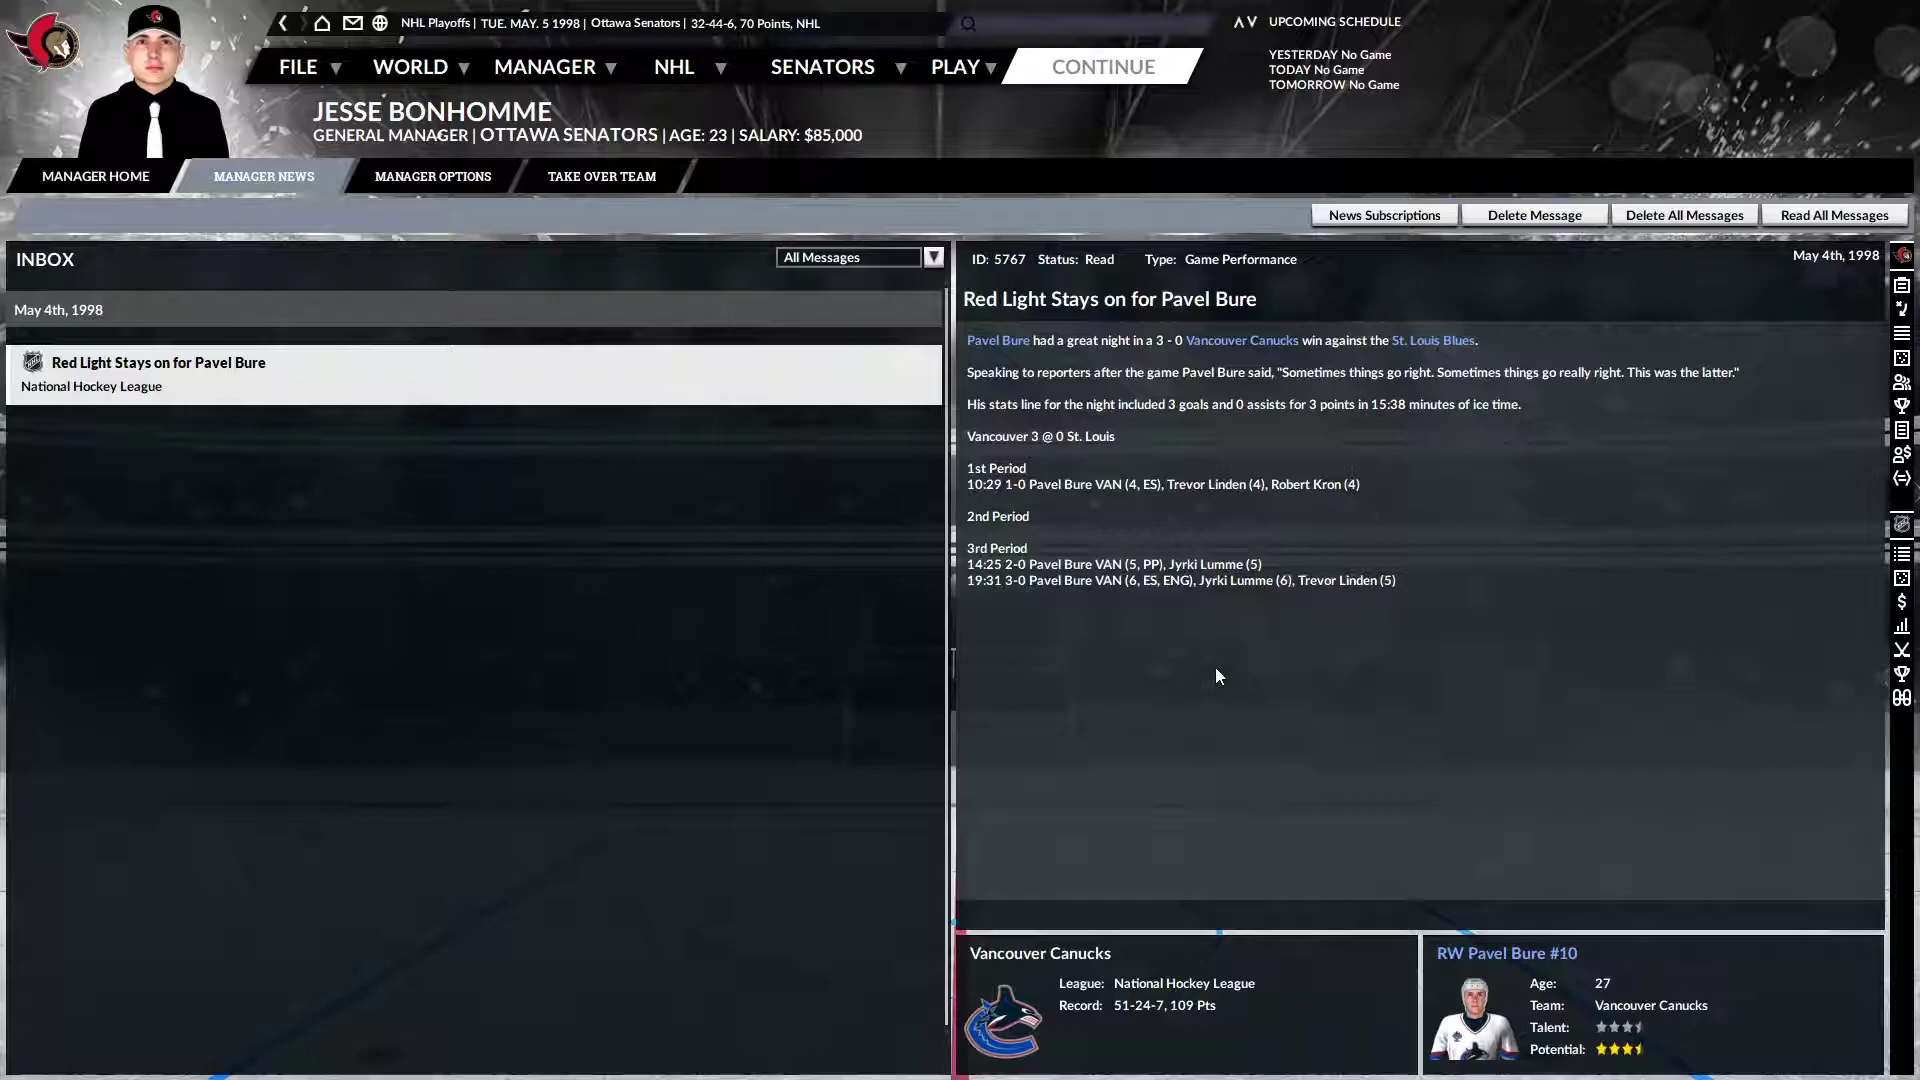 NHL Playoffs | TUE. MAY. 5 1998 | Ottawa Senators | 32-44-6, 70 Points, NHL
UPCOMING SCHEDULE
YESTERDAY No Game
TODAY No Game
TOMORROW No Game
FILE WORLD MANAGER NHL SENATORS PLAY CONTINUE
JESSE BONHOMME
GENERAL MANAGER | OTTAWA SENATORS | AGE: 23 | SALARY: $85,000
MANAGER HOME MANAGER NEWS MANAGER OPTIONS TAKE OVER TEAM
News Subscriptions Delete Message Delete All Messages Read All Messages
INBOX All Messages
May 4th, 1998
Red Light Stays on for Pavel Bure
National Hockey League
ID: 5767 Status: Read Type: Game Performance May 4th, 1998
Red Light Stays on for Pavel Bure
Pavel Bure had a great night in a 3 - 0 Vancouver Canucks win against the St. Louis Blues.
Speaking to reporters after the game Pavel Bure said, "Sometimes things go right. Sometimes things go really right. This was the latter."
His stats line for the night included 3 goals and 0 assists for 3 points in 15:38 minutes of ice time.
Vancouver 3 @ 0 St. Louis
1st Period
10:29 1-0 Pavel Bure VAN (4, ES), Trevor Linden (4), Robert Kron (4)
2nd Period
3rd Period
14:25 2-0 Pavel Bure VAN (5, PP), Jyrki Lumme (5)
19:31 3-0 Pavel Bure VAN (6, ES, ENG), Jyrki Lumme (6), Trevor Linden (5)
Vancouver Canucks
League: National Hockey League
Record: 51-24-7, 109 Pts
RW Pavel Bure #10
Age: 27
Team: Vancouver Canucks
Talent:
Potential: